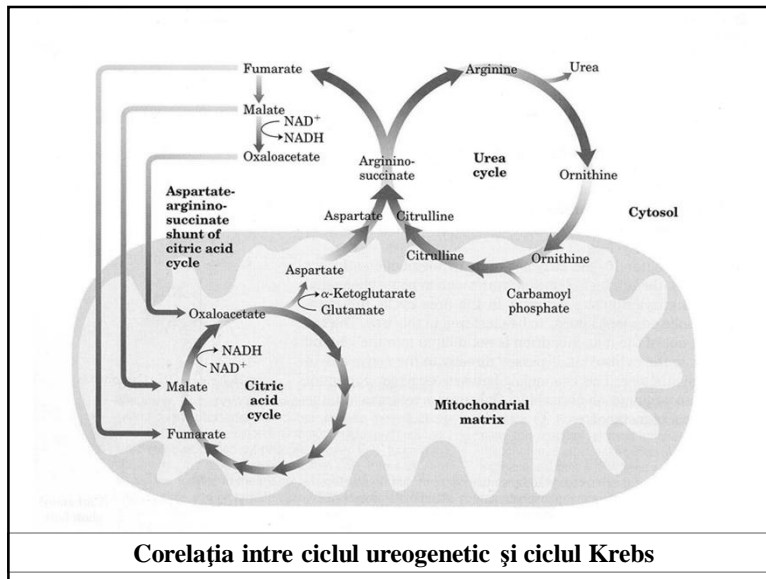 Fumarate
Arginine
Urea
Malate
NAD⁺
NADH
Oxaloacetate
Arginino-
succinate
Urea
cycle
Ornithine
Aspartate-
arginino-
succinate
shunt of
citric acid
cycle
Aspartate
Citrulline
Cytosol
Citrulline
Ornithine
Aspartate
α-Ketoglutarate
Glutamate
Carbamoyl
phosphate
Oxaloacetate
NADH
NAD⁺
Malate
Citric
acid
cycle
Mitochondrial
matrix
Fumarate
Corelaţia intre ciclul ureogenetic şi ciclul Krebs